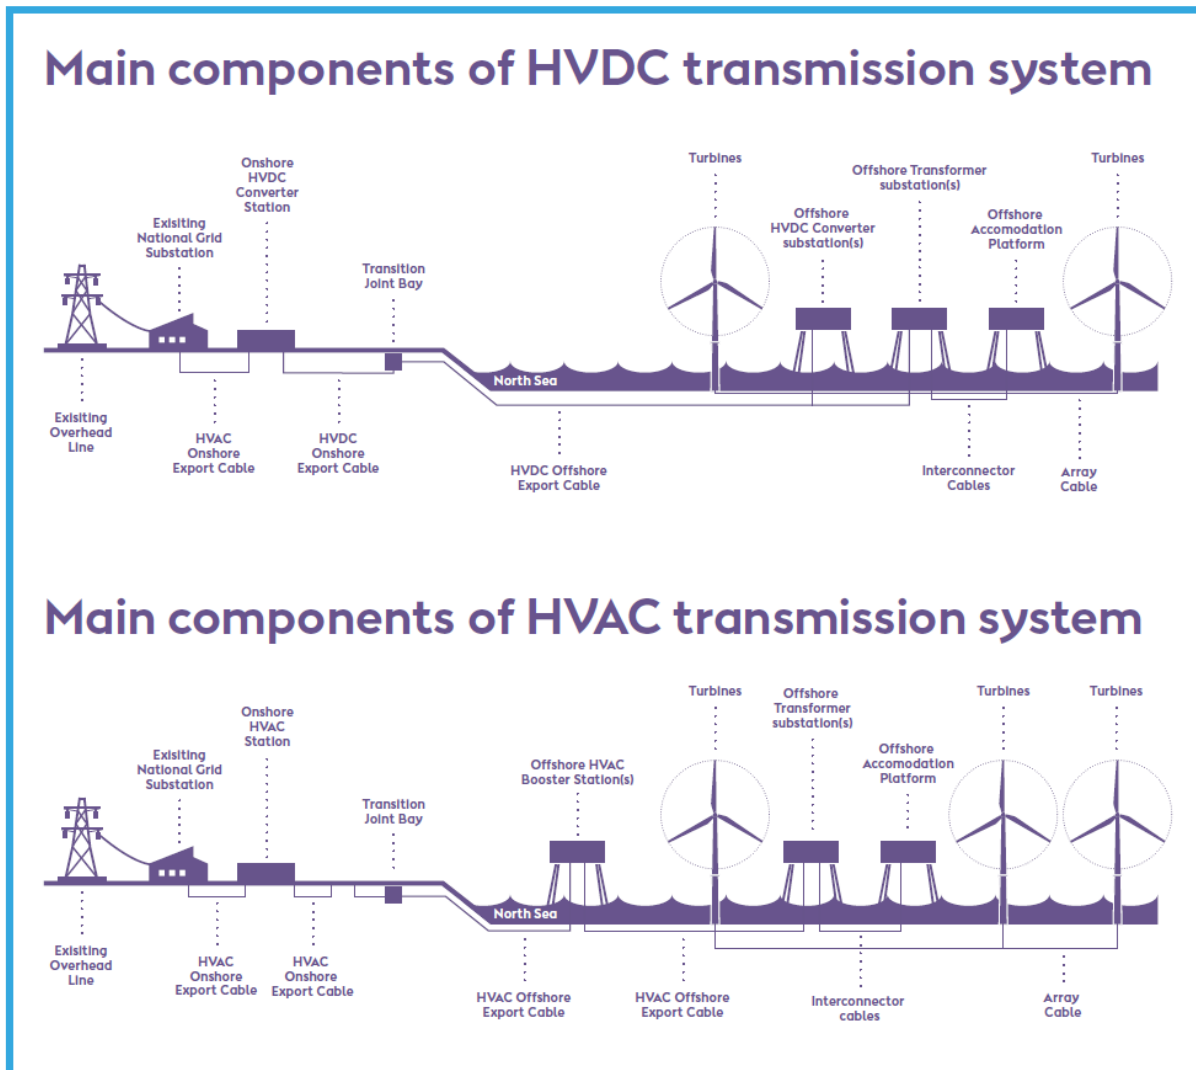 Main components of HVDC transmission system
Onshore
HVDC
Converter
Station
Exisiting
National Grid
Substation
Transition
Joint Bay
Turbines
Offshore
HVDC Converter
substation(s)
Offshore Transformer
substation(s)
Offshore
Accomodation
Platform
Turbines
North Sea
Exisiting
Overhead
Line
HVAC
Onshore
Export Cable
HVDC
Onshore
Export Cable
HVDC Offshore
Export Cable
Interconnector
Cables
Array
Cable
Main components of HVAC transmission system
Onshore
HVAC
Station
Exisiting
National Grid
Substation
Transition
Joint Bay
Offshore HVAC
Booster Station(s)
Turbines
Offshore
Transformer
substation(s)
Offshore
Accomodation
Platform
Turbines
Turbines
North Sea
Exisiting
Overhead
Line
HVAC
Onshore
Export Cable
HVAC
Onshore
Export Cable
HVAC Offshore
Export Cable
HVAC Offshore
Export Cable
Interconnector
cables
Array
Cable